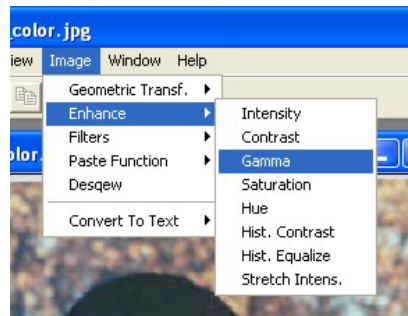 _color.jpg
iew Image Window Help
Geometric Transf.
Enhance
Filters
Paste Function
Desqew
Convert To Text
olor.
Intensity
Contrast
Gamma
Saturation
Hue
Hist. Contrast
Hist. Equalize
Stretch Intens.